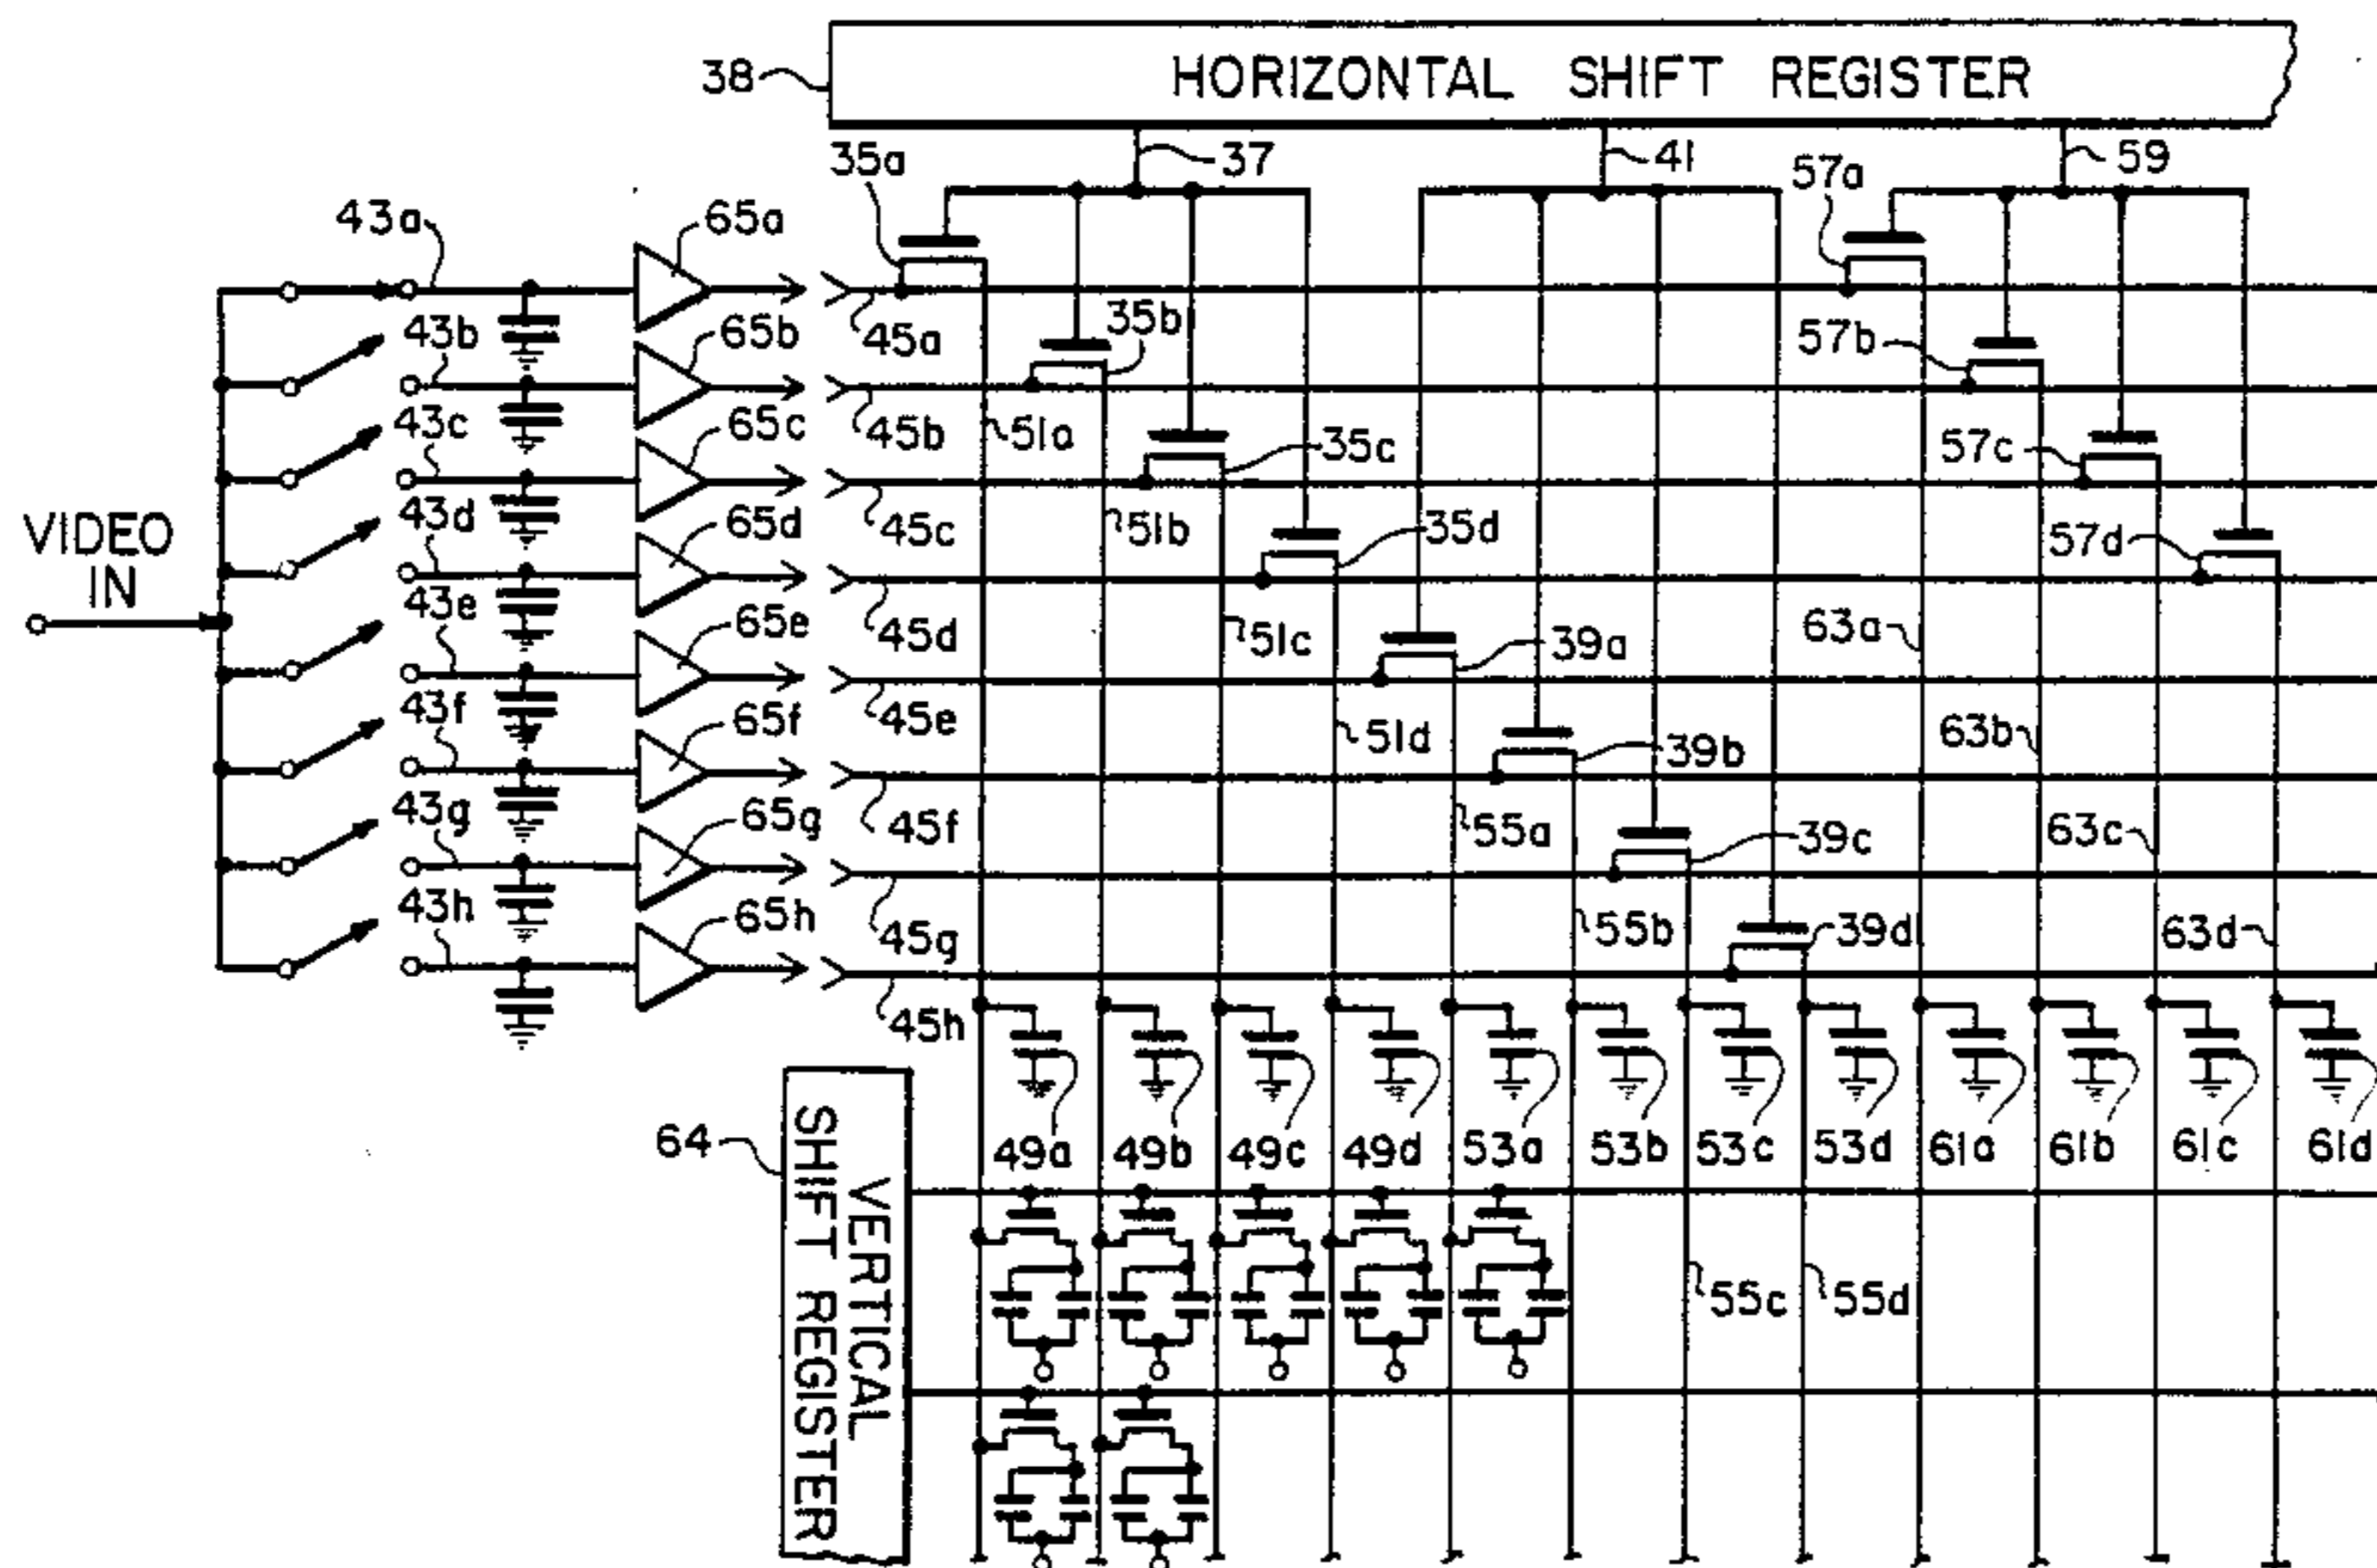 38
HORIZONTAL SHIFT REGISTER
35a
37
41
57a
59
43a
65a
43b
65b
45a
35b
57b
43c
65c
45b
51a
35c
57c
VIDEO
IN
43d
65d
45c
51b
35d
57d
43e
65e
45d
51c
39a
63a
43f
65f
45e
51d
39b
63b
43g
65g
45f
55a
39c
63c
43h
65h
45g
55b
39d
63d
45h
64
49a
49b
49c
49d
53a
53b
53c
53d
61a
61b
61c
61d
VERTICAL
SHIFT REGISTER
55c
55d